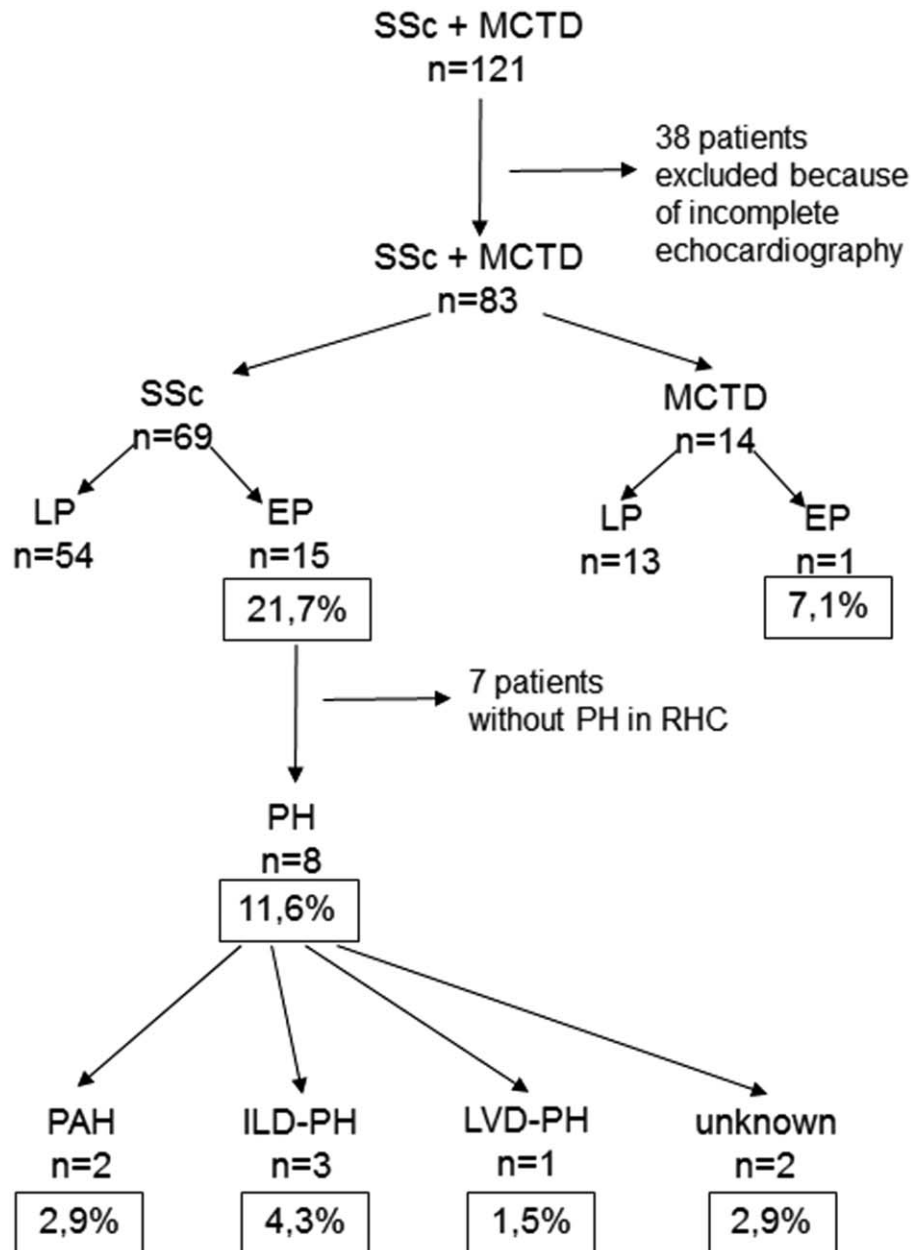 SSc + MCTD
n=121
38 patients
excluded because
of incomplete
echocardiography
SSc + MCTD
n=83
SSc
n=69
MCTD
n=14
LP
n=54
EP
n=15
21,7%
LP
n=13
EP
n=1
7,1%
7 patients
without PH in RHC
PH
n=8
11,6%
PAH
n=2
2,9%
ILD-PH
n=3
4,3%
LVD-PH
n=1
1,5%
unknown
n=2
2,9%